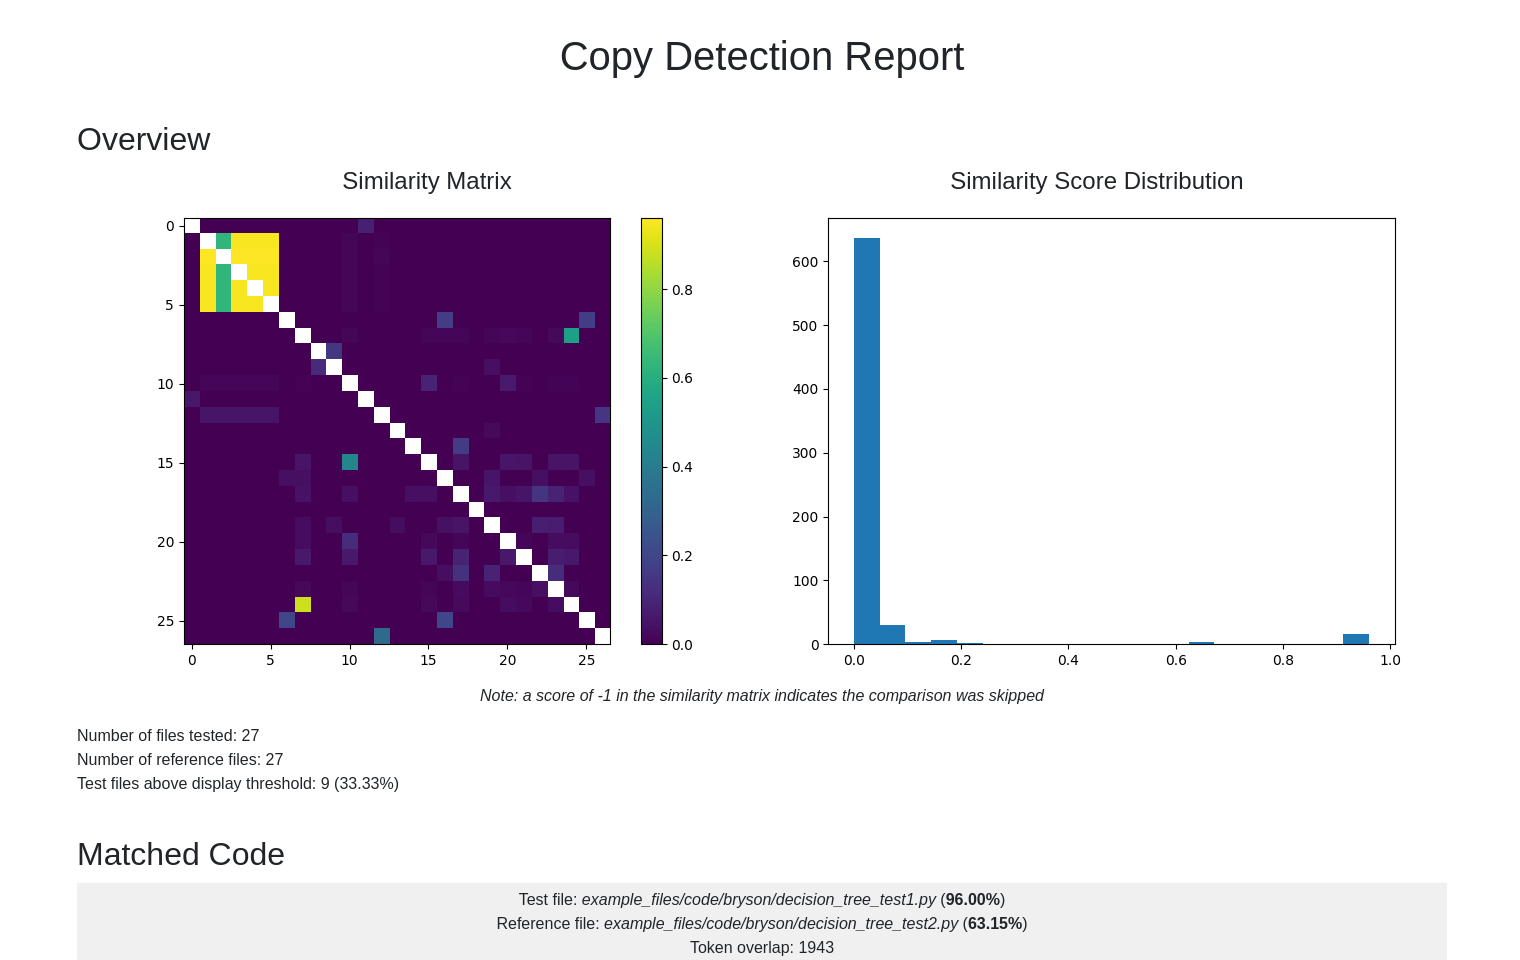 Copy Detection Report
Overview
Similarity Matrix
Similarity Score Distribution
0
5
10
15
20
25
0 5 10 15 20 25
0.8
0.6
0.4
0.2
0.0
600
500
400
300
200
100
0
0.0 0.2 0.4 0.6 0.8 1.0
Note: a score of -1 in the similarity matrix indicates the comparison was skipped
Number of files tested: 27
Number of reference files: 27
Test files above display threshold: 9 (33.33%)
Matched Code
Test file: example_files/code/bryson/decision_tree_test1.py (96.00%)
Reference file: example_files/code/bryson/decision_tree_test2.py (63.15%)
Token overlap: 1943